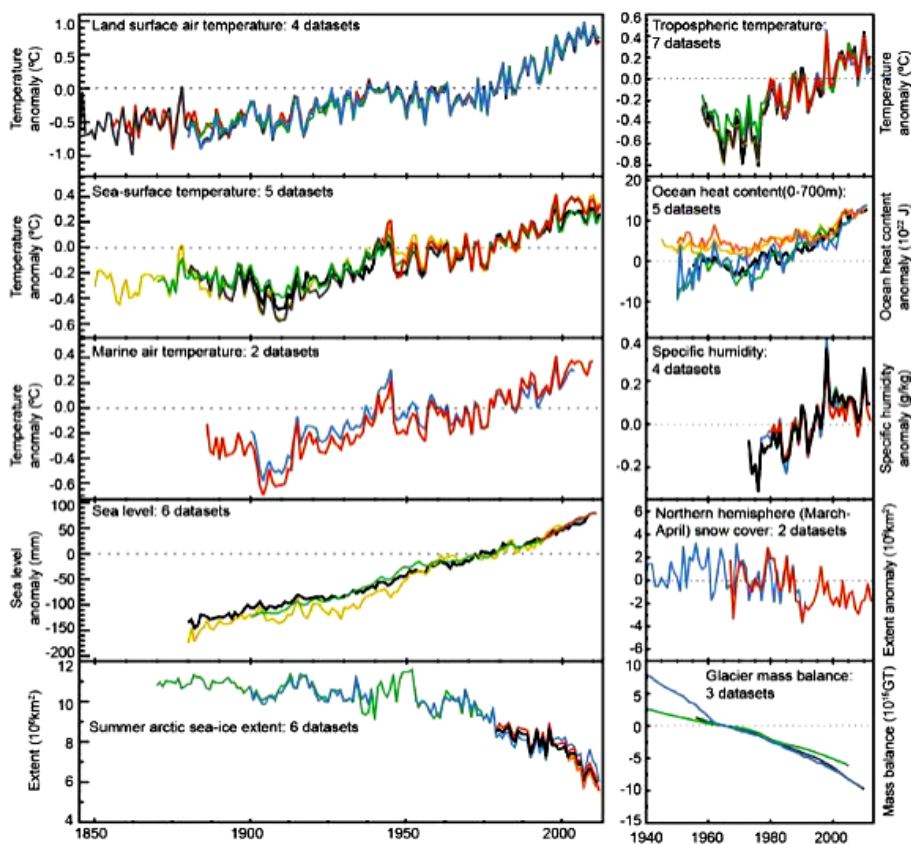 Land surface air temperature: 4 datasets
1.0
0.5
0.0
-0.5
-1.0
Temperature
anomaly (ºC)
Sea-surface temperature: 5 datasets
0.4
0.2
0.0
-0.2
-0.4
-0.6
Temperature
anomaly (ºC)
Marine air temperature: 2 datasets
0.4
0.2
0.0
-0.2
-0.4
-0.6
Temperature
anomaly (ºC)
Sea level: 6 datasets
100
50
0
-50
-100
-150
-200
Sea level
anomaly (mm)
12
10
8
6
4
Summer arctic sea-ice extent: 6 datasets
Extent (10⁶km²)
1850
1900
1950
2000
Tropospheric temperature:
7 datasets
0.6
0.4
0.2
0.0
-0.2
-0.4
-0.6
-0.8
Temperature
anomaly (ºC)
Ocean heat content(0-700m):
5 datasets
20
10
0
-10
Ocean heat content
anomaly (10²² J)
Specific humidity:
4 datasets
0.4
0.2
0.0
-0.2
Specific humidity
anomaly (g/kg)
Northern hemisphere (March-
April) snow cover: 2 datasets
6
4
2
0
-2
-4
-6
Extent anomaly (10⁶km²)
Glacier mass balance:
3 datasets
10
5
0
-5
-10
-15
Mass balance (10¹⁵GT)
1940
1960
1980
2000